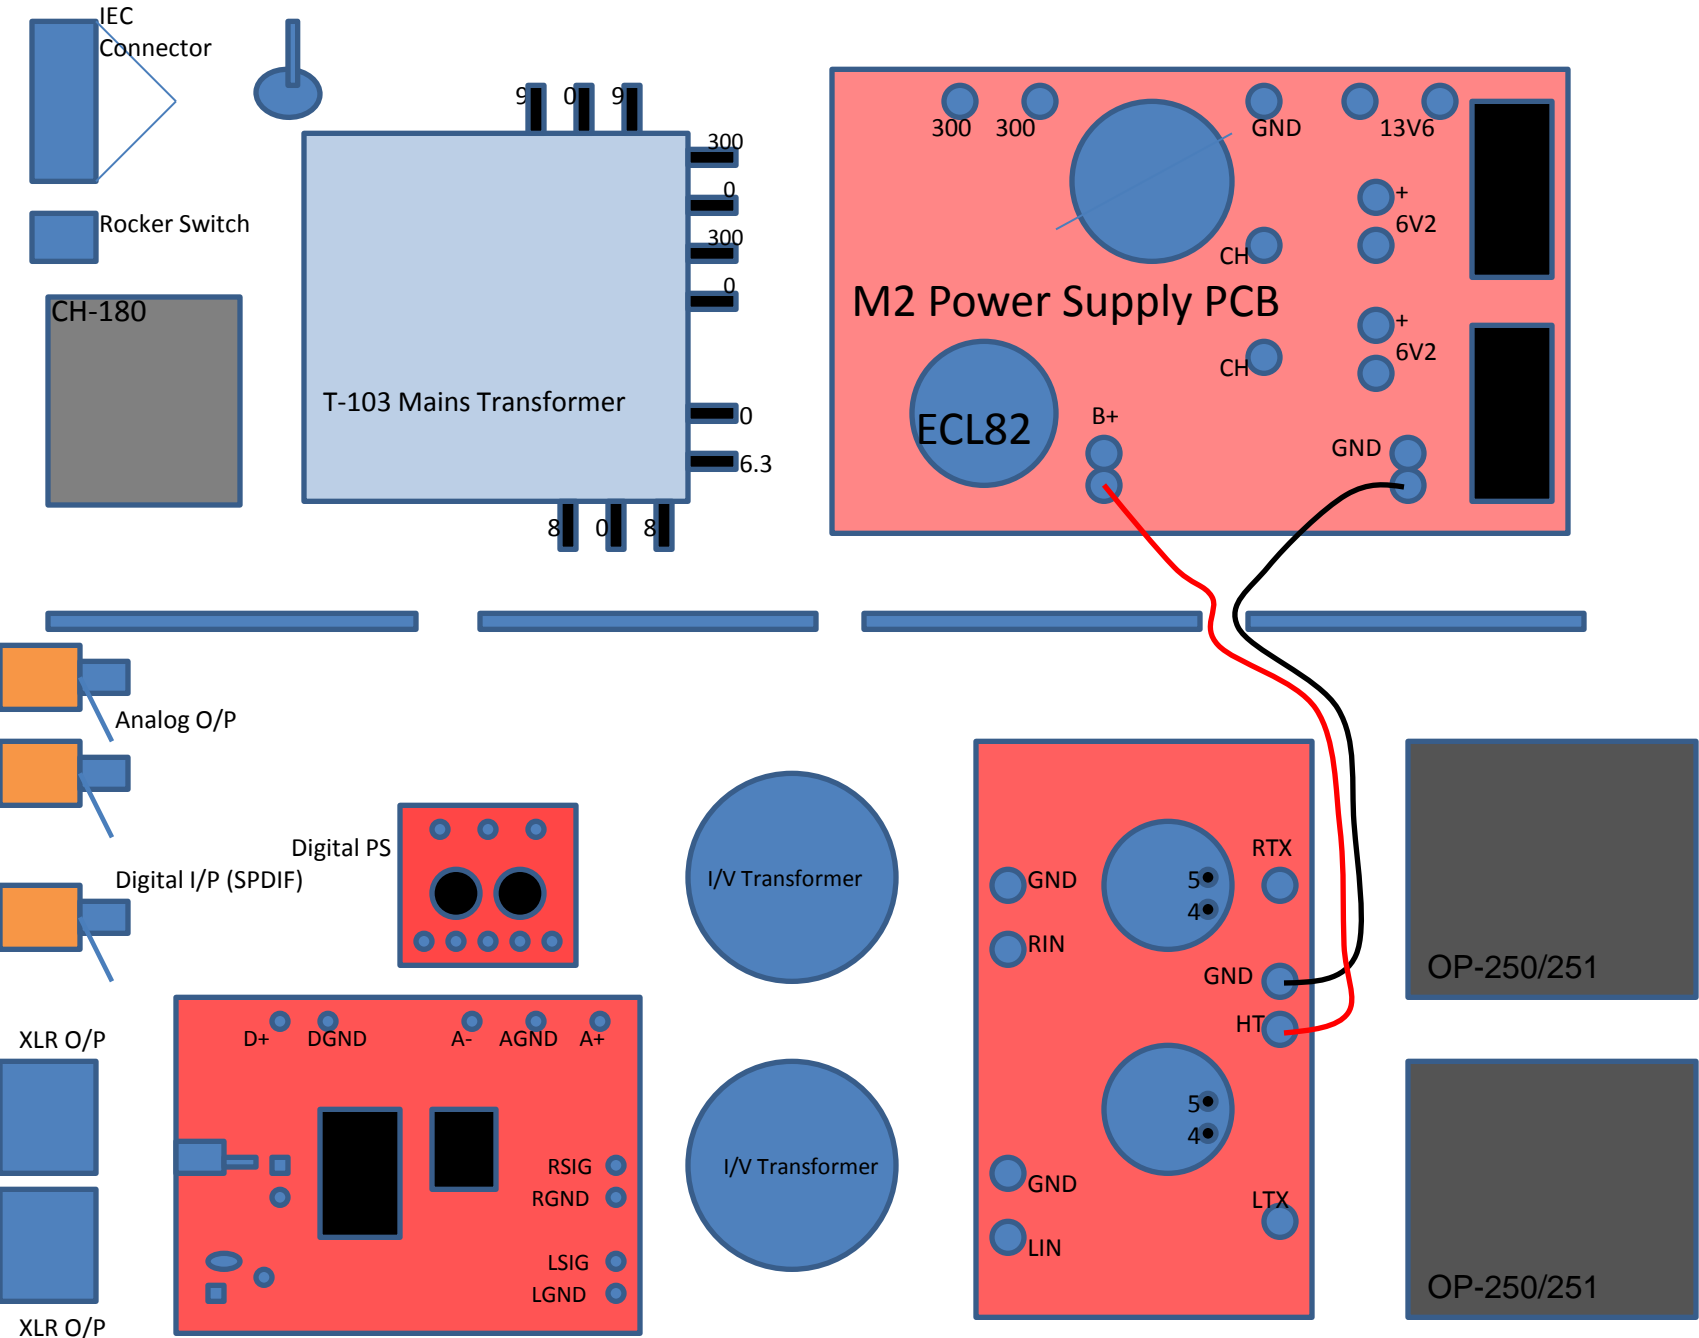 IEC
Connector
Rocker Switch
CH-180
9 0 9
300
0
300
0
T-103 Mains Transformer
0
6.3
8 0 8
300 300 GND 13V6
+
6V2
CH
M2 Power Supply PCB
+
6V2
CH
ECL82
B+
GND
Analog O/P
Digital PS
Digital I/P (SPDIF)
I/V Transformer
RTX
GND
5
4
RIN
GND
HT
OP-250/251
XLR O/P
D+ DGND A- AGND A+
RSIG
RGND
LSIG
LGND
XLR O/P
I/V Transformer
5
4
GND
LTX
LIN
OP-250/251